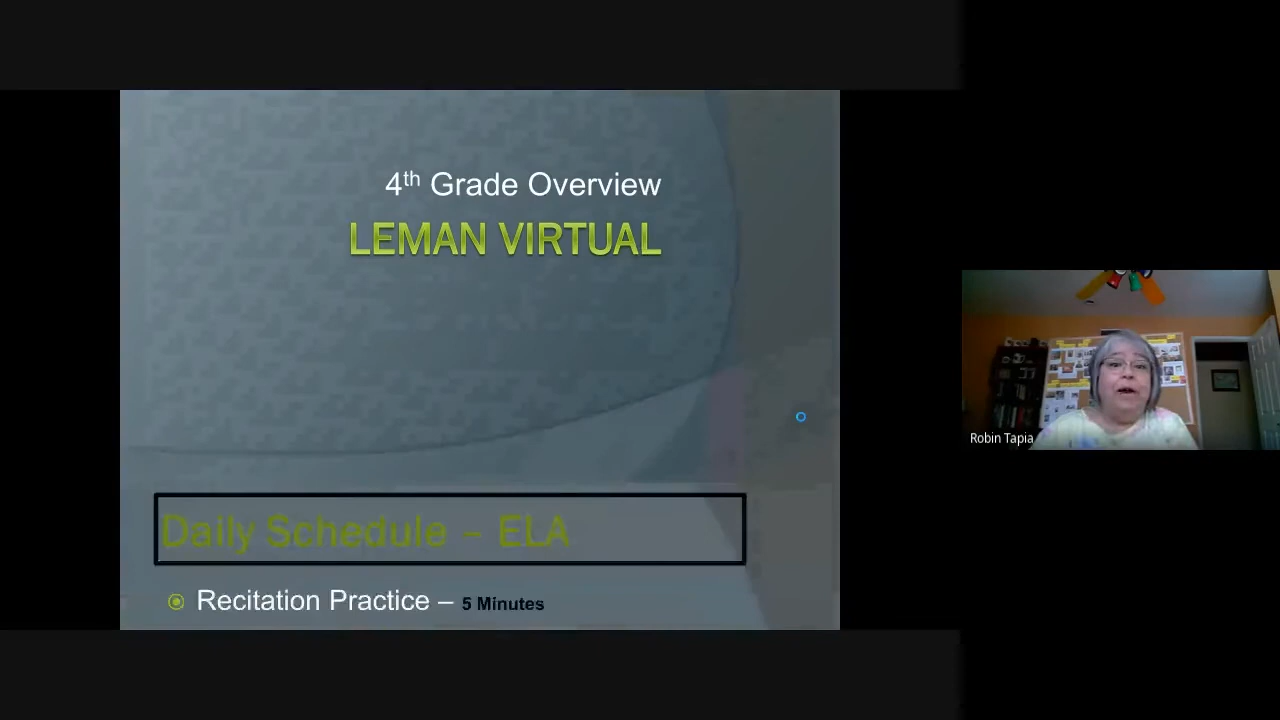 4th Grade Overview
LEMAN VIRTUAL
Daily Schedule – ELA
Recitation Practice – 5 Minutes
Robin Tapia